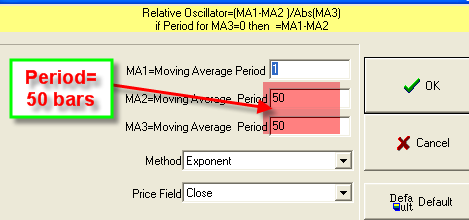 Relative Oscillator=(MA1-MA2 )/Abs(MA3)
if Period for MA3=0 then =MA1-MA2
Period=
50 bars
MA1=Moving Average Period 1
MA2=Moving Average Period 50
MA3=Moving Average Period 50
Method Exponent
Price Field Close
OK
Cancel
Defa
ult Default